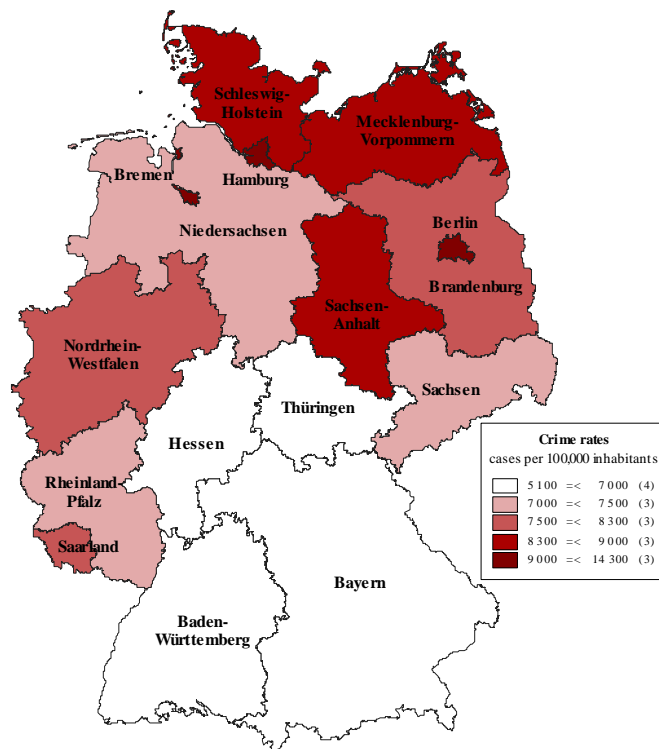 Schleswig-
Holstein
Mecklenburg-
Vorpommern
Bremen
Hamburg
Niedersachsen
Berlin
Brandenburg
Sachsen-
Anhalt
Nordrhein-
Westfalen
Sachsen
Thüringen
Hessen
Rheinland-
Pfalz
Saarland
Bayern
Baden-
Württemberg
Crime rates
cases per 100,000 inhabitants
5 100 =< 7 000 (4)
7 000 =< 7 500 (3)
7 500 =< 8 300 (3)
8 300 =< 9 000 (3)
9 000 =< 14 300 (3)